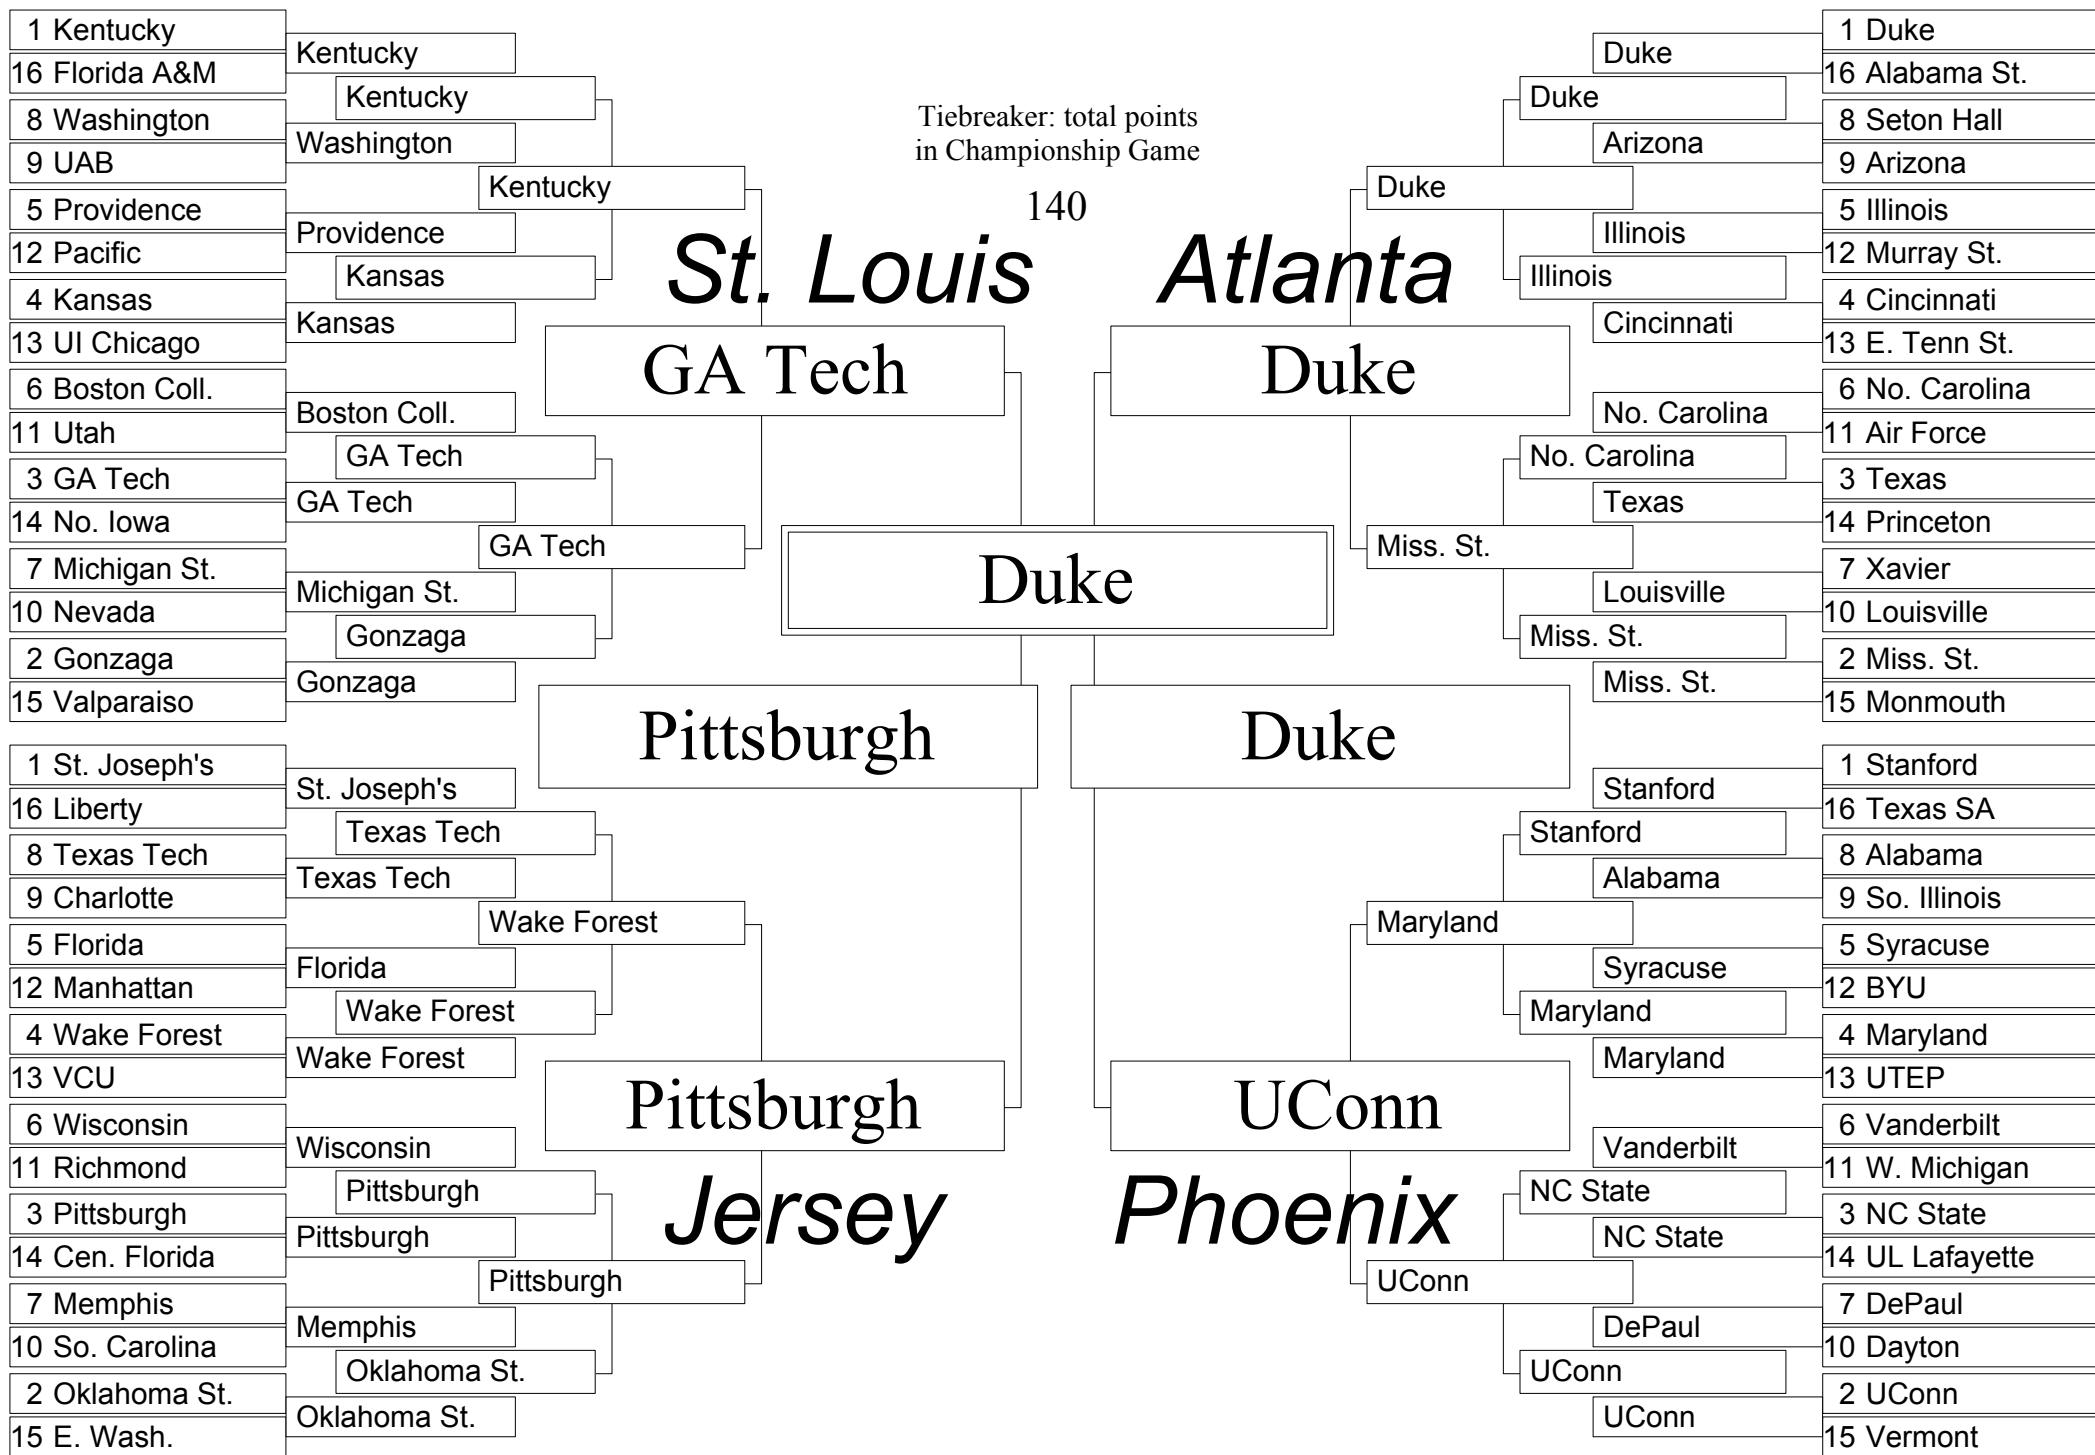 1 Kentucky
16 Florida A&M
8 Washington
9 UAB
5 Providence
12 Pacific
4 Kansas
13 UI Chicago
6 Boston Coll.
11 Utah
3 GA Tech
14 No. Iowa
7 Michigan St.
10 Nevada
2 Gonzaga
15 Valparaiso
Kentucky
Washington
Providence
Kansas
Boston Coll.
GA Tech
Michigan St.
Gonzaga
Kentucky
Kansas
GA Tech
Gonzaga
Kentucky
GA Tech
St. Louis
GA Tech
1 St. Joseph's
16 Liberty
8 Texas Tech
9 Charlotte
5 Florida
12 Manhattan
4 Wake Forest
13 VCU
6 Wisconsin
11 Richmond
3 Pittsburgh
14 Cen. Florida
7 Memphis
10 So. Carolina
2 Oklahoma St.
15 E. Wash.
St. Joseph's
Texas Tech
Florida
Wake Forest
Wisconsin
Pittsburgh
Memphis
Oklahoma St.
Texas Tech
Wake Forest
Pittsburgh
Oklahoma St.
Wake Forest
Pittsburgh
Pittsburgh
Jersey
Tiebreaker: total points
in Championship Game
140
Duke
Pittsburgh
Duke
Atlanta
Duke
Duke
Miss. St.
Duke
Illinois
No. Carolina
Miss. St.
Duke
Arizona
Illinois
Cincinnati
No. Carolina
Texas
Louisville
Miss. St.
1 Duke
16 Alabama St.
8 Seton Hall
9 Arizona
5 Illinois
12 Murray St.
4 Cincinnati
13 E. Tenn St.
6 No. Carolina
11 Air Force
3 Texas
14 Princeton
7 Xavier
10 Louisville
2 Miss. St.
15 Monmouth
UConn
Phoenix
Maryland
UConn
Stanford
Maryland
NC State
UConn
Stanford
Alabama
Syracuse
Maryland
Vanderbilt
NC State
DePaul
UConn
1 Stanford
16 Texas SA
8 Alabama
9 So. Illinois
5 Syracuse
12 BYU
4 Maryland
13 UTEP
6 Vanderbilt
11 W. Michigan
3 NC State
14 UL Lafayette
7 DePaul
10 Dayton
2 UConn
15 Vermont